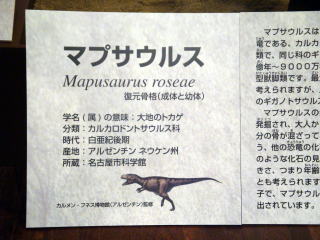 マプサウルス
Mapusaurus roseae
復元骨格(成体と幼体)
学名(属)の意味:大地のトカゲ
分類:カルカロドントサウルス科
時代:白亜紀後期
産地:アルゼンチン ネウケン州
所蔵:名古屋市科学館
カルメン・フネス博物館(アルゼンチン)監修
マプサウルスは
竜である。カルカ
類で、同じ科のギ
億年~9000万
型獣脚類です。最
考えられますが、
のギガノトサウル
マプサウルスの
発掘され、大人か
分の骨が混ざって
う、他の恐竜の化
のような化石の見
きさ、つまり年齢
とも考えられます
子で、マプサウル
出されています。